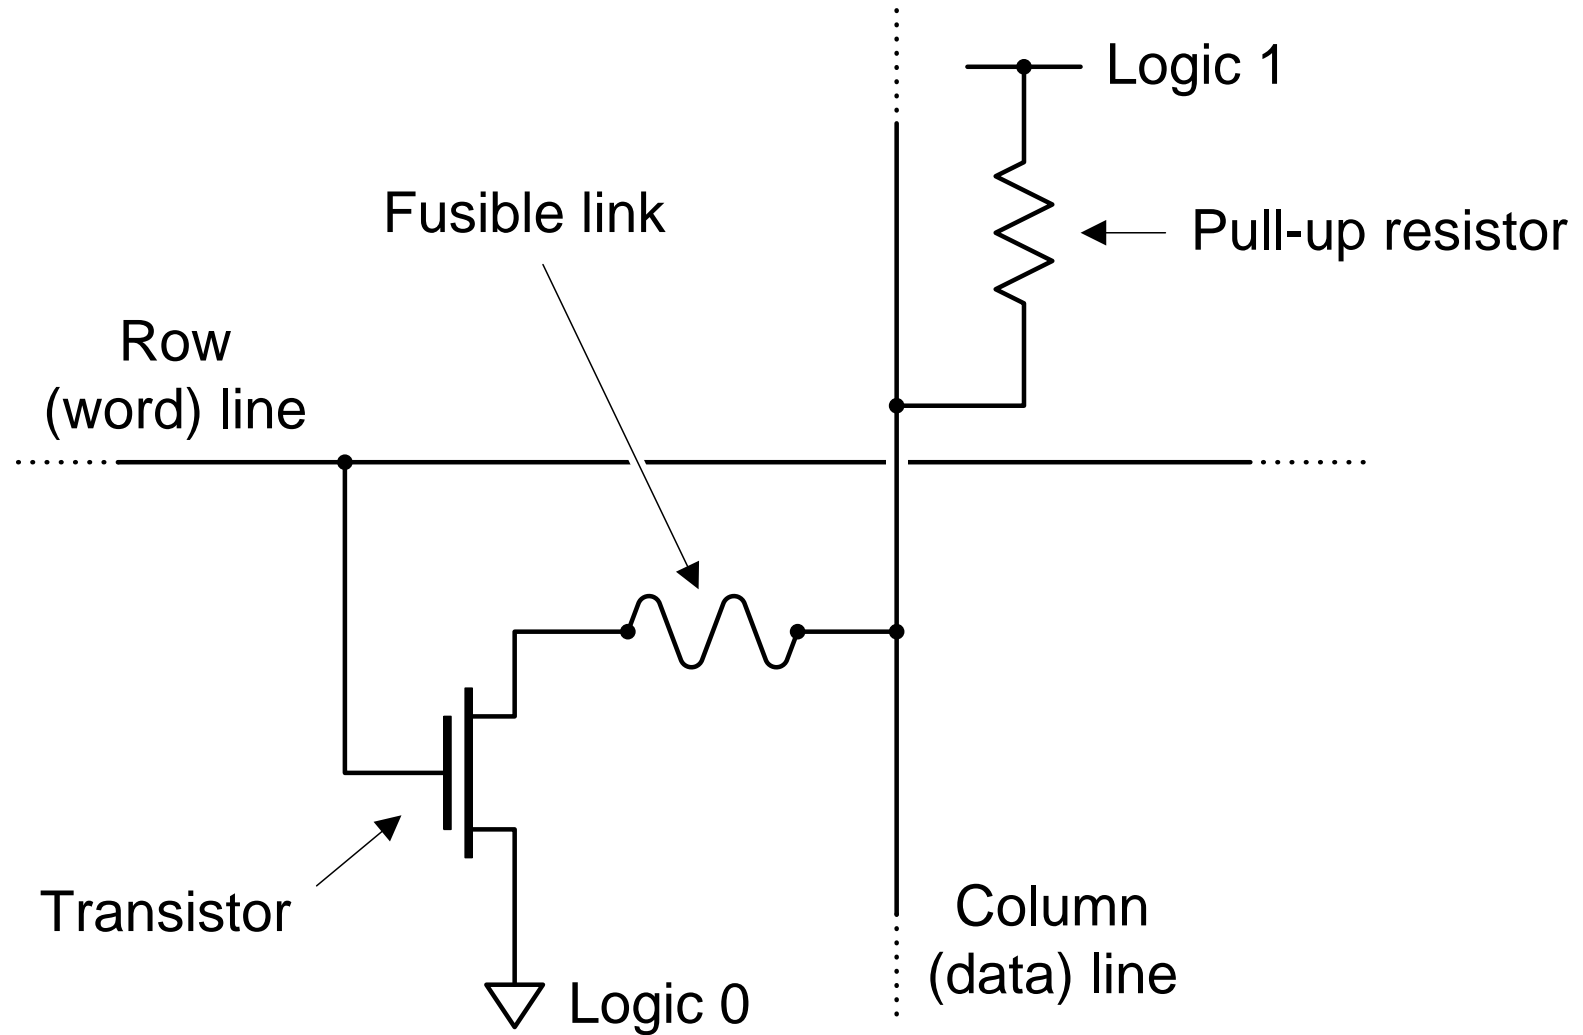 Logic 1
Fusible link
Pull-up resistor
Row
(word) line
Transistor
Column
(data) line
Logic 0